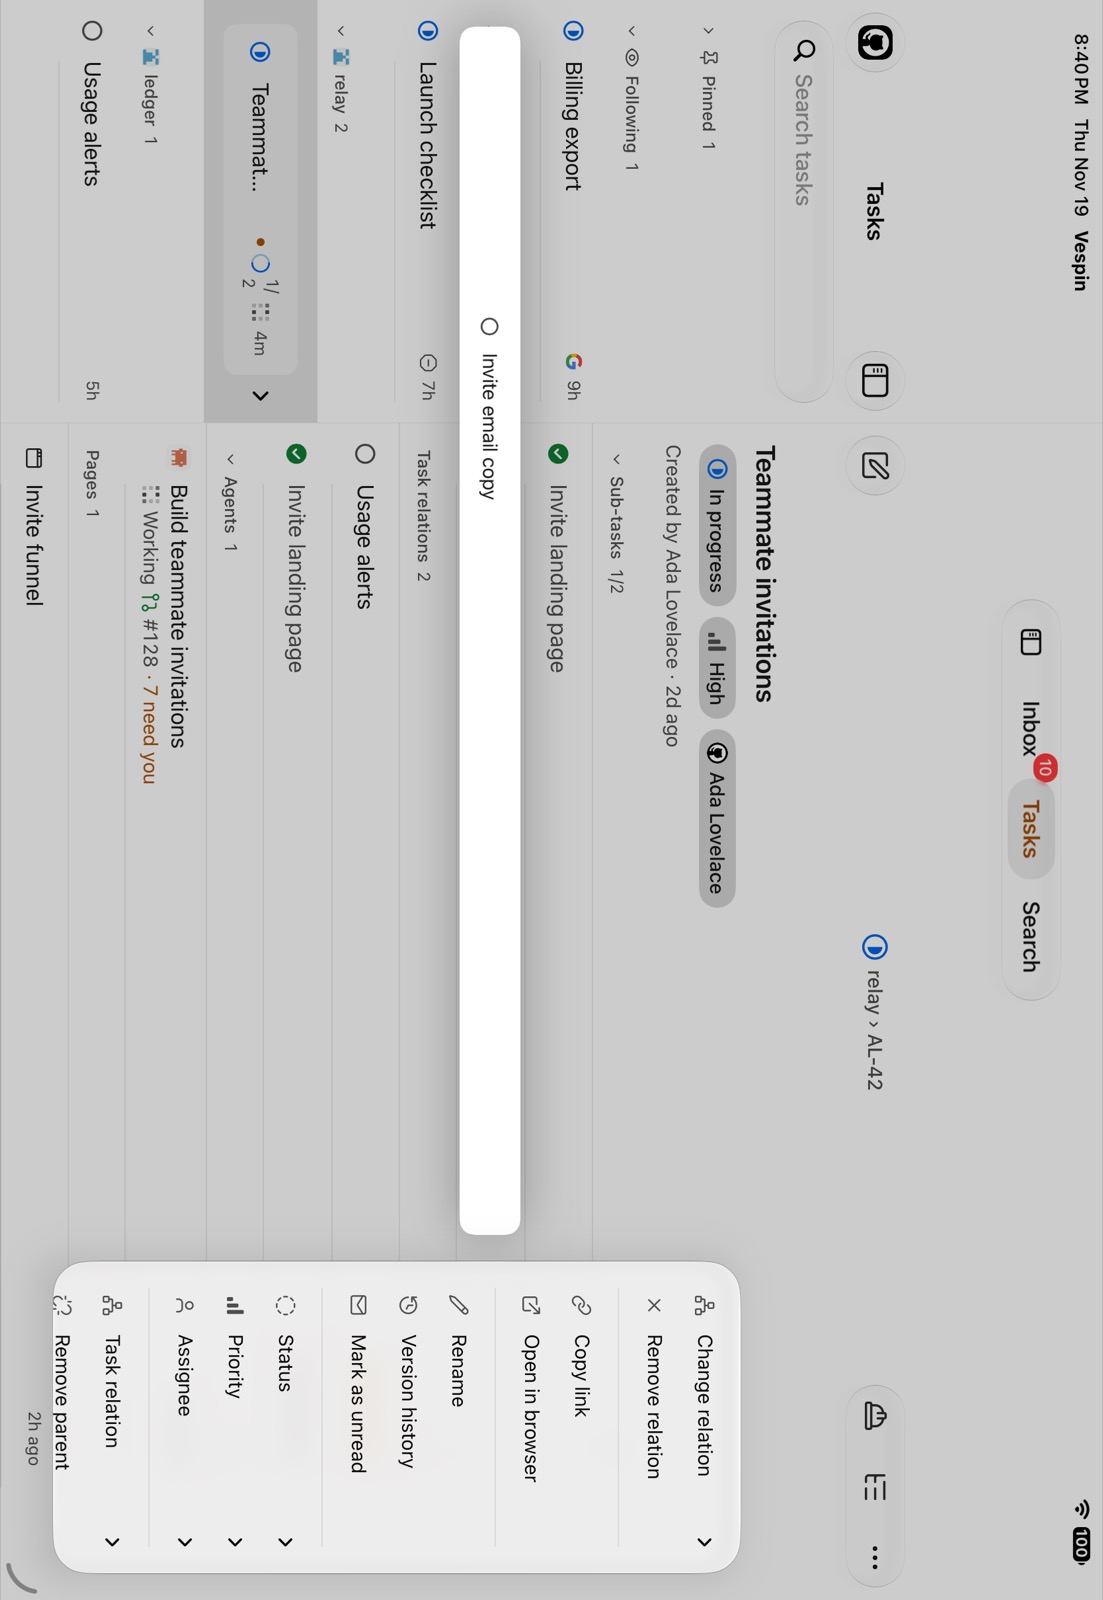 8:40 PM Thu Nov 19 Vespin
100
Inbox 10 Tasks Search
Tasks
relay › AL-42
Search tasks
Teammate invitations
In progress High Ada Lovelace
Created by Ada Lovelace · 2d ago
Pinned 1
Following 1
Billing export 9h
Launch checklist 7h
relay 2
Teammat... 1/2 4m
ledger 1
Usage alerts 5h
Sub-tasks 1/2
Invite landing page
Invite email copy
Task relations 2
Usage alerts
Invite landing page
Agents 1
Build teammate invitations
Working #128 · 7 need you
Pages 1
Invite funnel
2h ago
Change relation
Remove relation
Copy link
Open in browser
Rename
Version history
Mark as unread
Status
Priority
Assignee
Task relation
Remove parent